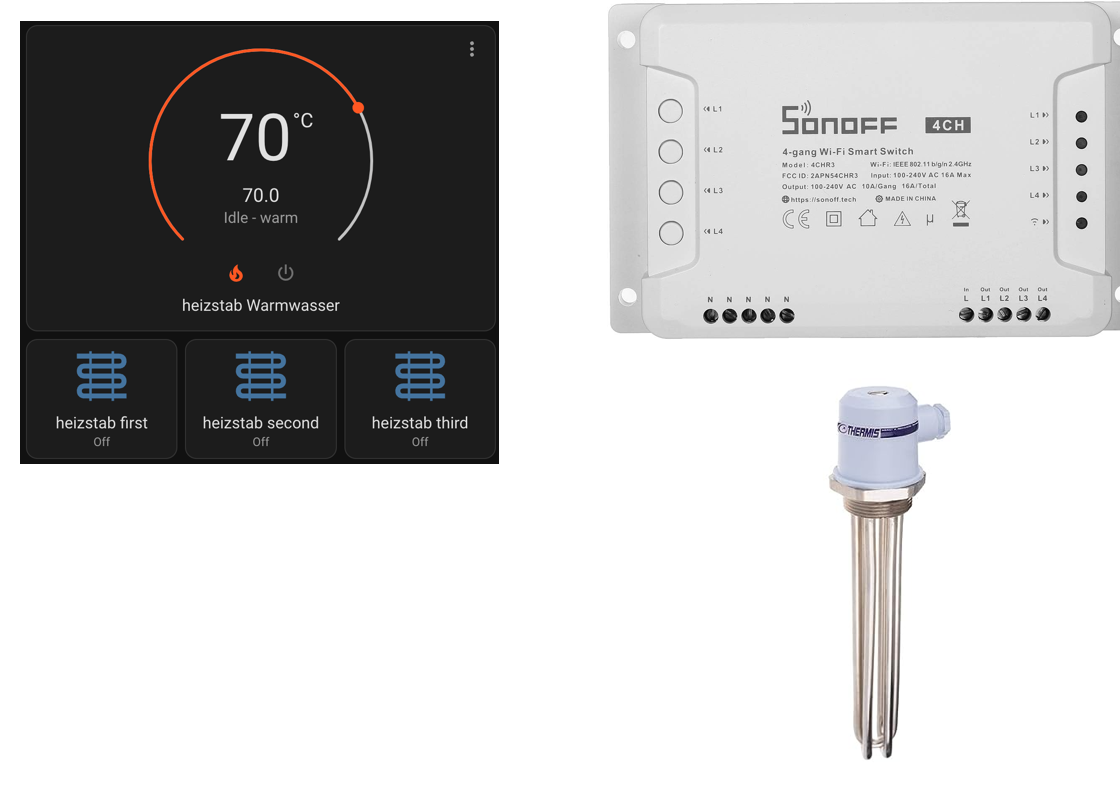 70 °C
70.0
Idle - warm
heizstab Warmwasser
heizstab first
Off
heizstab second
Off
heizstab third
Off
L1
L2
L3
L4
SONOFF 4CH
4-gang Wi-Fi Smart Switch
Model: 4CHR3 Wi-Fi: IEEE 802.11 b/g/n 2.4GHz
FCC ID: 2APN54CHR3 Input: 100-240V AC 16A Max
Output: 100-240V AC 10A/Gang 16A/Total
https://sonoff.tech MADE IN CHINA
CE μ
L1
L2
L3
L4
N N N N N
In Out Out Out Out
L L1 L2 L3 L4
THERMIS